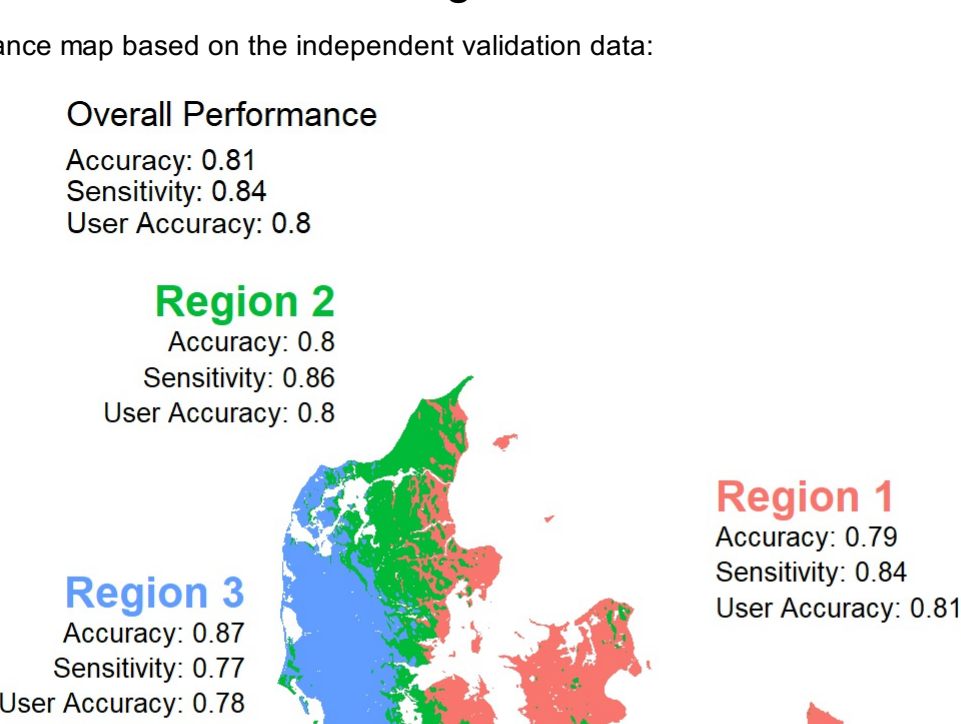 ance map based on the independent validation data:
Overall Performance
Accuracy: 0.81
Sensitivity: 0.84
User Accuracy: 0.8
Region 2
Accuracy: 0.8
Sensitivity: 0.86
User Accuracy: 0.8
Region 1
Accuracy: 0.79
Sensitivity: 0.84
User Accuracy: 0.81
Region 3
Accuracy: 0.87
Sensitivity: 0.77
User Accuracy: 0.78